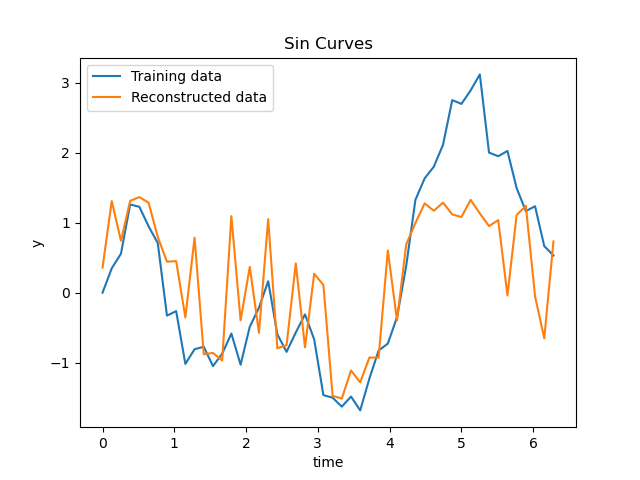 Sin Curves
Training data
Reconstructed data
3
2
1
0
−1
y
0 1 2 3 4 5 6
time